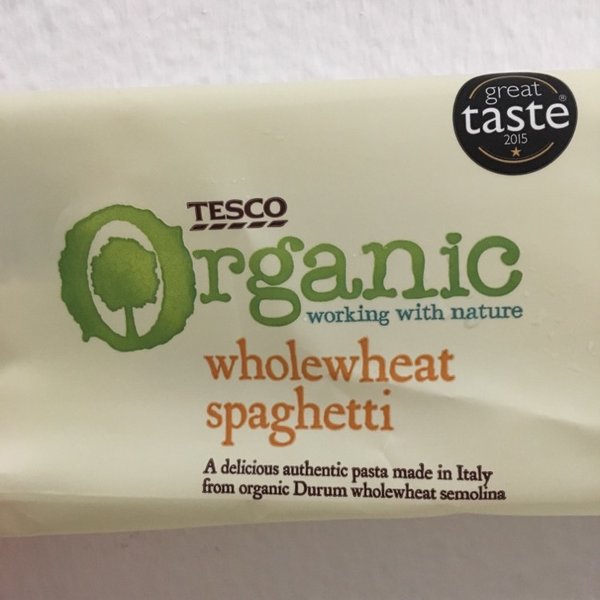 great
taste®
2015
TESCO
Organic
working with nature
wholewheat
spaghetti
A delicious authentic pasta made in Italy
from organic Durum wholewheat semolina